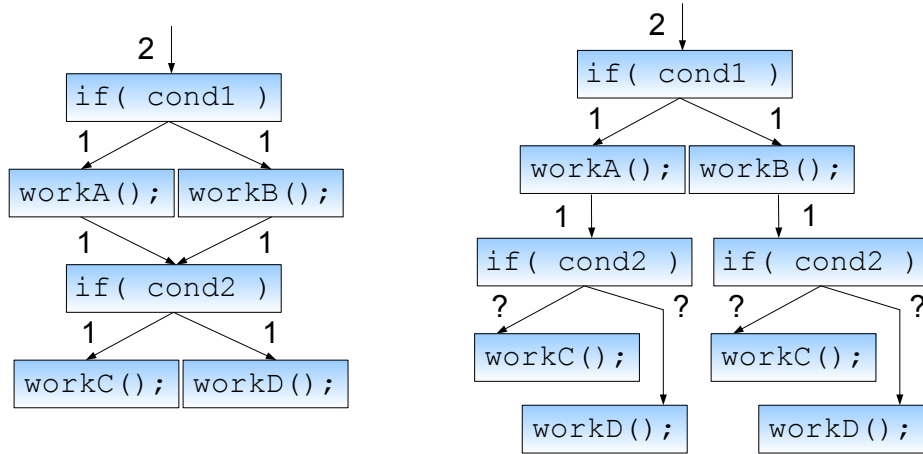 2
if( cond1 )
1 1
workA(); workB();
1 1
if( cond2 )
1 1
workC(); workD();
2
if( cond1 )
1 1
workA(); workB();
1 1
if( cond2 ) if( cond2 )
? ? ? ?
workC(); workC();
workD(); workD();